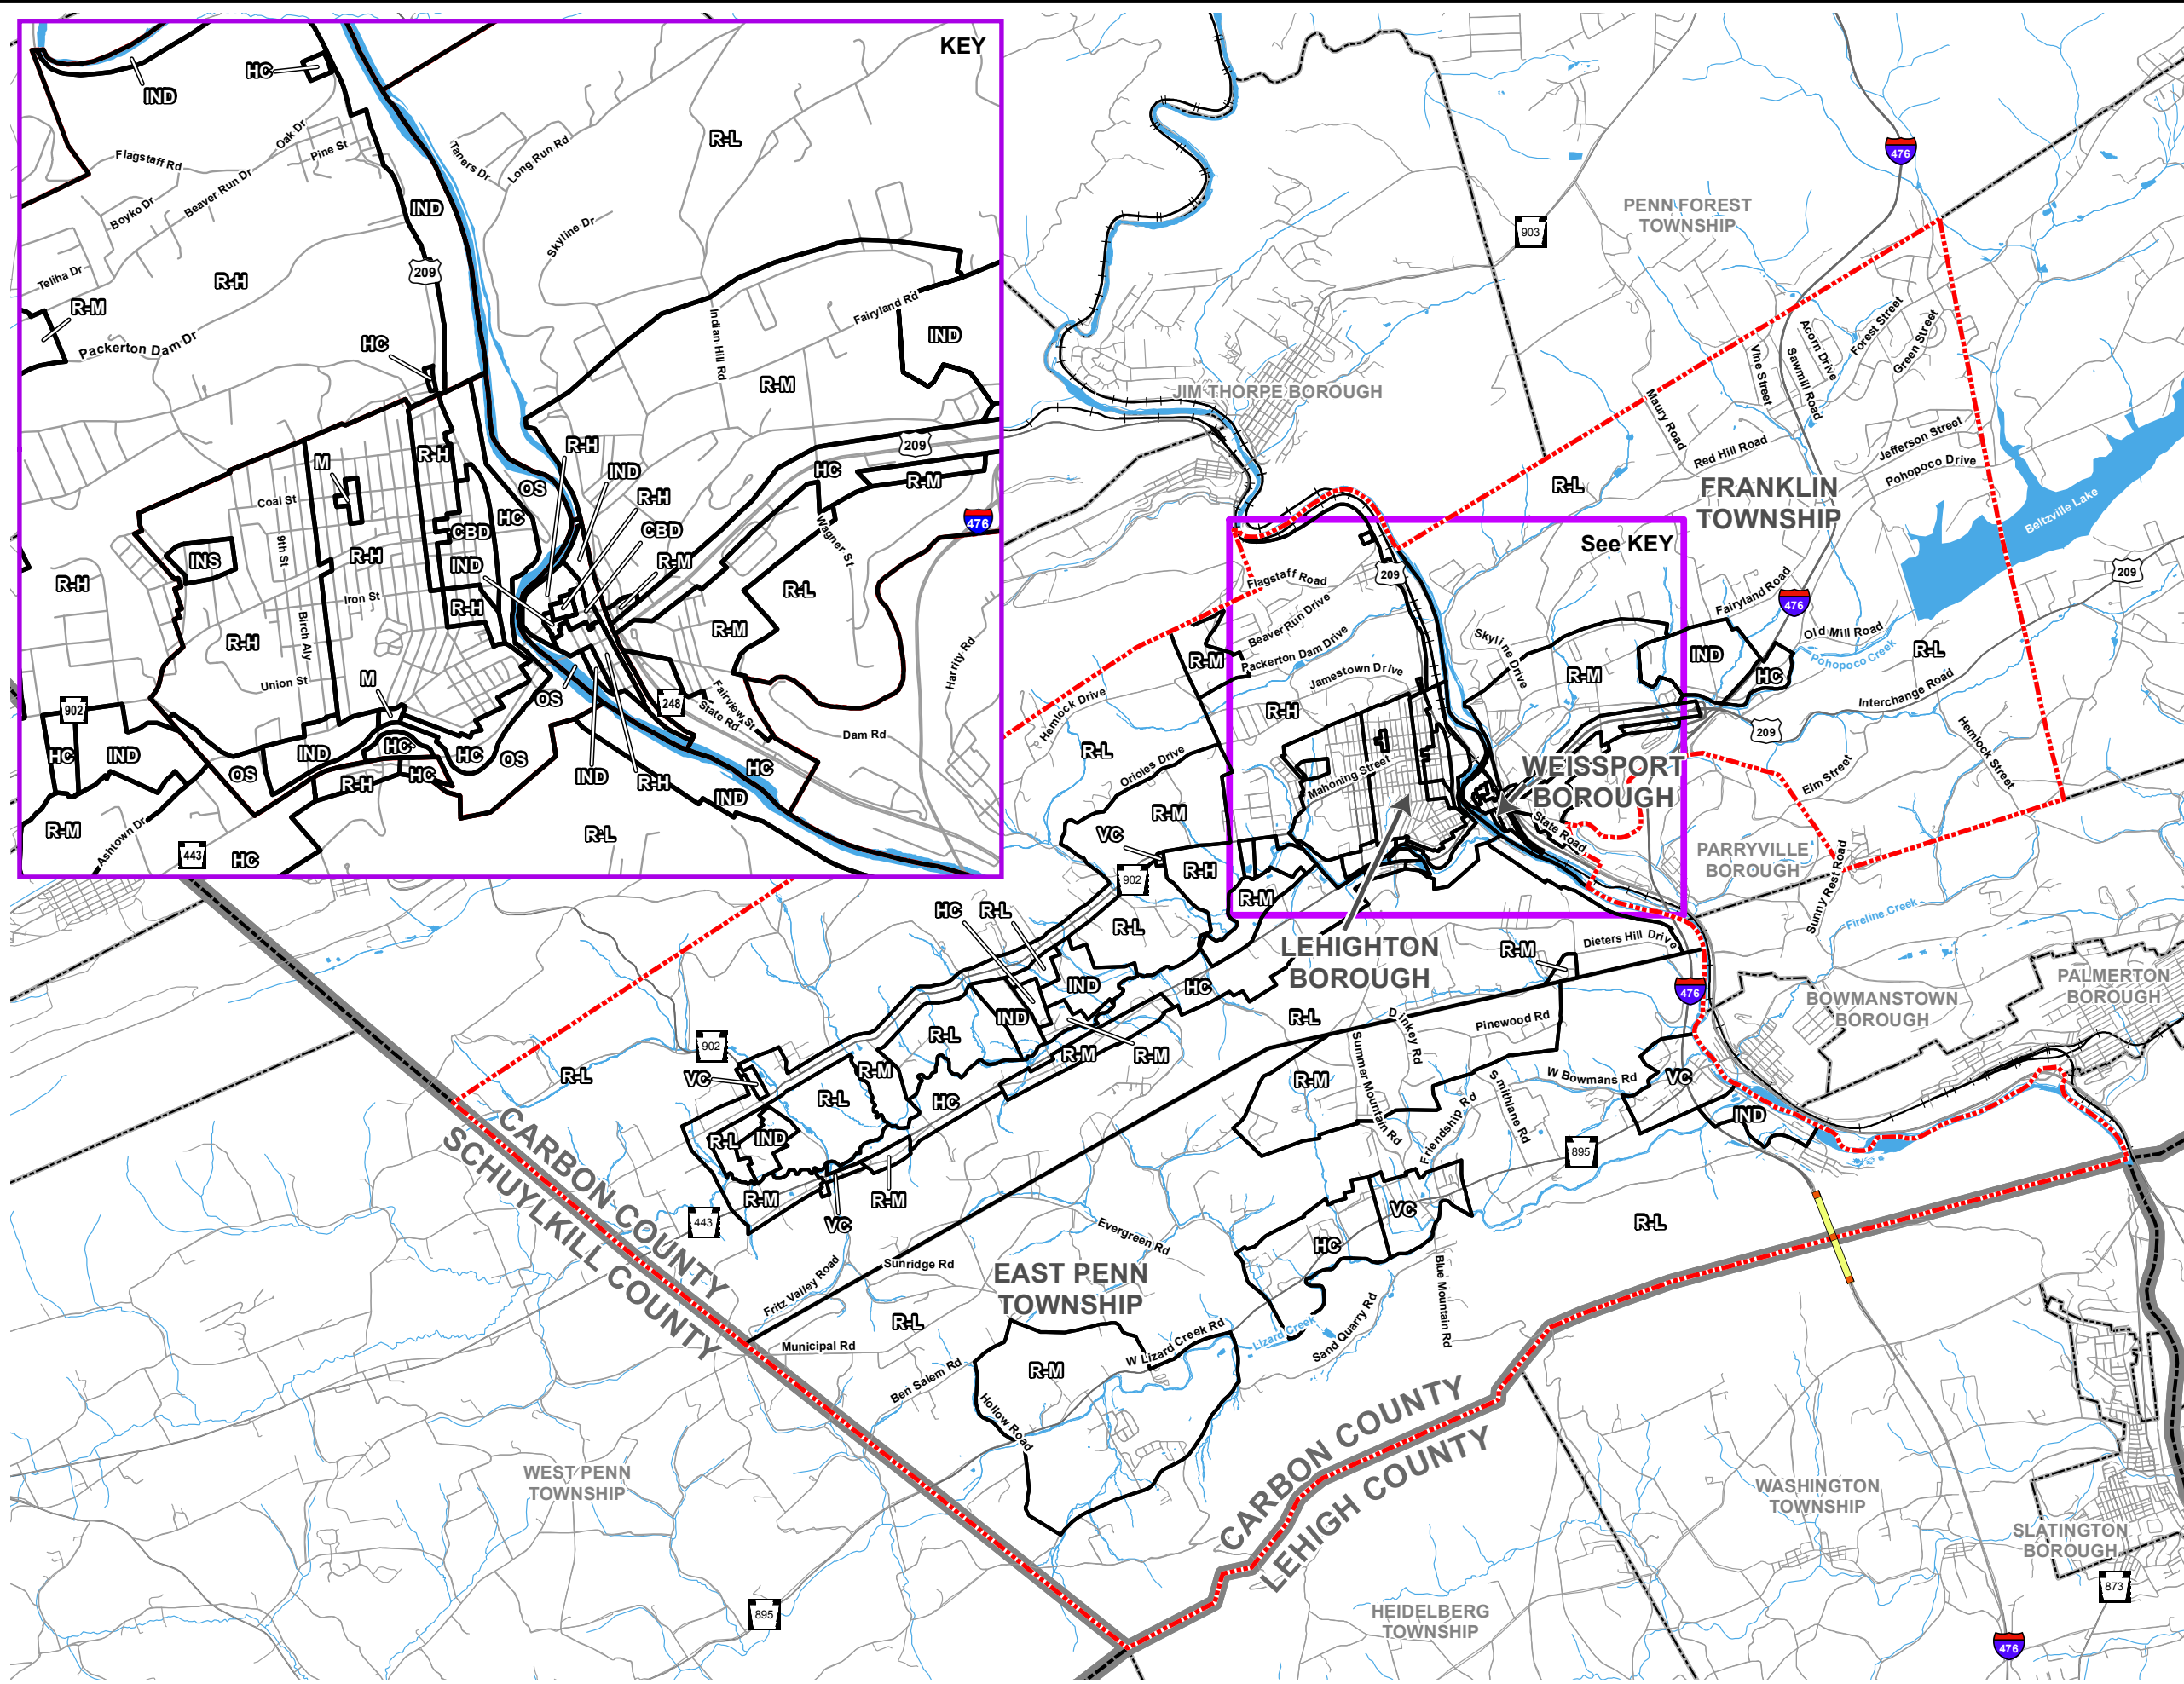 KEY
HC
IND
Oak Dr
Pine St
Flagstaff Rd
Beaver Run Dr
Boyko Dr
Taners Dr
Long Run Rd
R-L
IND
Skyline Dr
209
Teliha Dr
R-H
R-M
Packerton Dam Dr
HC
Indian Hill Rd
Fairyland Rd
IND
R-M
209
R-H
M
R-H
IND
HC
R-M
OS
R-H
Coal St
HC
CBD
CBD
476
Wagner St
9th St
INS
R-H
IND
R-M
R-H
Iron St
R-H
R-L
Birch Aly
R-H
R-M
Union St
M
OS
Harrity Rd
902
248
Fairview St
State Rd
Dam Rd
HC
IND
HC
HC
OS
IND
OS
R-H
HC
IND
R-H
HC
IND
R-M
Ashtown Dr
443
HC
R-L
PENN FOREST
TOWNSHIP
476
903
JIM THORPE BOROUGH
Acorn Drive
Forest Street
Green Street
Vine Street
Sawmill Road
Maury Road
Red Hill Road
Jefferson Street
Pohopoco Drive
R-L
FRANKLIN
TOWNSHIP
Beltzville Lake
See KEY
209
209
Flagstaff Road
Beaver Run Drive
Fairyland Road
476
Packerton Dam Drive
Skyline Drive
Old Mill Road
R-M
Jamestown Drive
IND
R-L
Pohopoco Creek
R-M
HC
Hemlock Drive
R-H
Interchange Road
R-L
Orioles Drive
209
Hemlock Street
Mahoning Street
WEISSPORT
BOROUGH
Elm Street
R-M
VC
State Road
PARRYVILLE
BOROUGH
R-H
902
R-M
Sunny Rest Road
Fireline Creek
HC
R-L
R-L
LEHIGHTON
BOROUGH
R-M
Dieters Hill Drive
IND
HC
476
PALMERTON
BOROUGH
BOWMANSTOWN
BOROUGH
IND
R-L
D Inkey Rd
Pinewood Rd
R-L
902
R-M
R-M
Summer Mountain Rd
R-L
VC
R-M
R-M
Smithlane Rd
W Bowmans Rd
VC
R-L
HC
Friendship Rd
IND
CARBON COUNTY
SCHUYLKILL COUNTY
R-L
IND
895
R-M
R-M
VC
443
VC
R-L
Evergreen Rd
HC
Sunridge Rd
Fritz Valley Road
EAST PENN
TOWNSHIP
Blue Mountain Rd
R-L
Lizard Creek
Sand Quarry Rd
Municipal Rd
W Lizard Creek Rd
Ben Salem Rd
R-M
Hollow Road
CARBON COUNTY
LEHIGH COUNTY
WEST PENN
TOWNSHIP
WASHINGTON
TOWNSHIP
SLATINGTON
BOROUGH
873
895
HEIDELBERG
TOWNSHIP
476